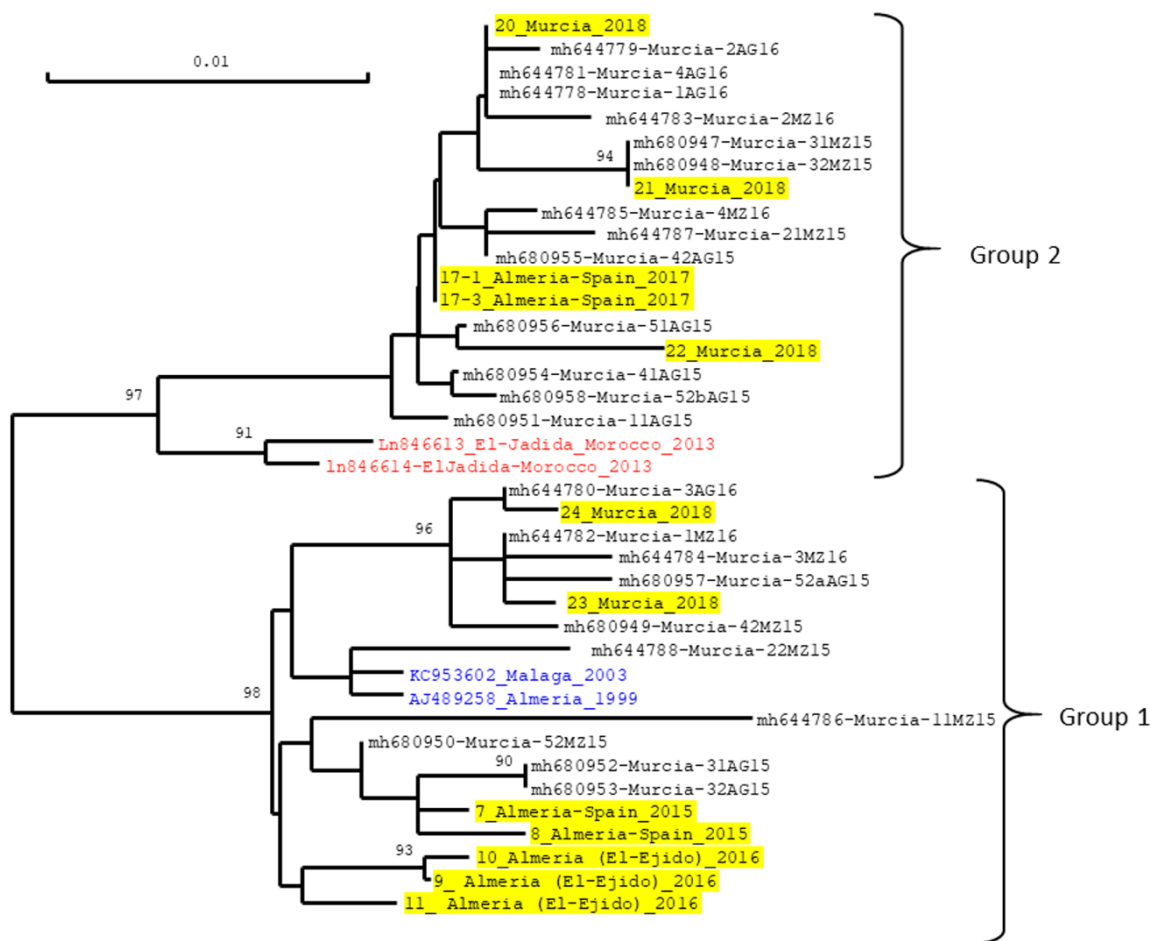 20_Murcia_2018
0.01
mh644779-Murcia-2AG16
mh644781-Murcia-4AG16
mh644778-Murcia-1AG16
mh644783-Murcia-2MZ16
mh680947-Murcia-31MZ15
94
mh680948-Murcia-32MZ15
21_Murcia_2018
mh644785-Murcia-4MZ16
mh644787-Murcia-21MZ15
Group 2
mh680955-Murcia-42AG15
17-1_Almeria-Spain_2017
17-3_Almeria-Spain_2017
mh680956-Murcia-51AG15
22_Murcia_2018
mh680954-Murcia-41AG15
97
mh680958-Murcia-52bAG15
mh680951-Murcia-11AG15
91
Ln846613_El-Jadida_Morocco_2013
ln846614-ElJadida-Morocco_2013
mh644780-Murcia-3AG16
24_Murcia_2018
96
mh644782-Murcia-1MZ16
mh644784-Murcia-3MZ16
mh680957-Murcia-52aAG15
23_Murcia_2018
mh680949-Murcia-42MZ15
mh644788-Murcia-22MZ15
KC953602_Malaga_2003
98
AJ489258_Almeria_1999
mh644786-Murcia-11MZ15
Group 1
mh680950-Murcia-52MZ15
90
mh680952-Murcia-31AG15
mh680953-Murcia-32AG15
7_Almeria-Spain_2015
8_Almeria-Spain_2015
93
10_Almeria (El-Ejido)_2016
9_ Almeria (El-Ejido)_2016
11_ Almeria (El-Ejido)_2016